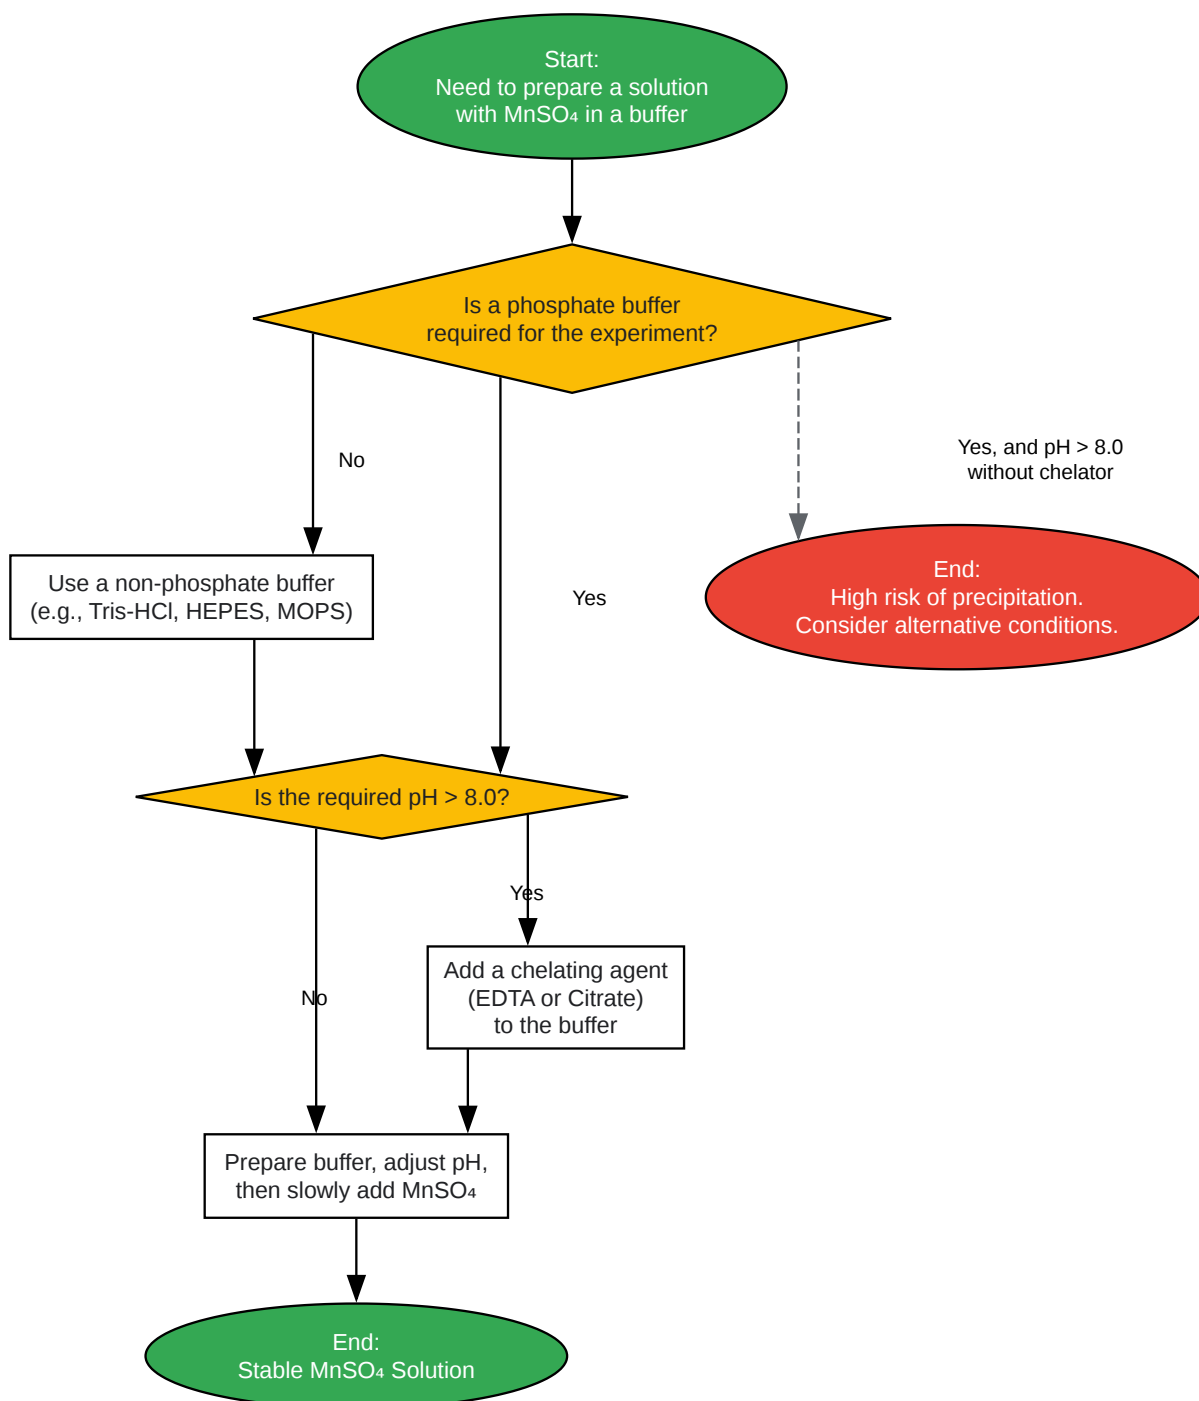 Start:
Need to prepare a solution
with MnSO₄ in a buffer
Is a phosphate buffer
required for the experiment?
No
Yes, and pH > 8.0
without chelator
Use a non-phosphate buffer
(e.g., Tris-HCl, HEPES, MOPS)
Yes
End:
High risk of precipitation.
Consider alternative conditions.
Is the required pH > 8.0?
Yes
No
Add a chelating agent
(EDTA or Citrate)
to the buffer
Prepare buffer, adjust pH,
then slowly add MnSO₄
End:
Stable MnSO₄ Solution